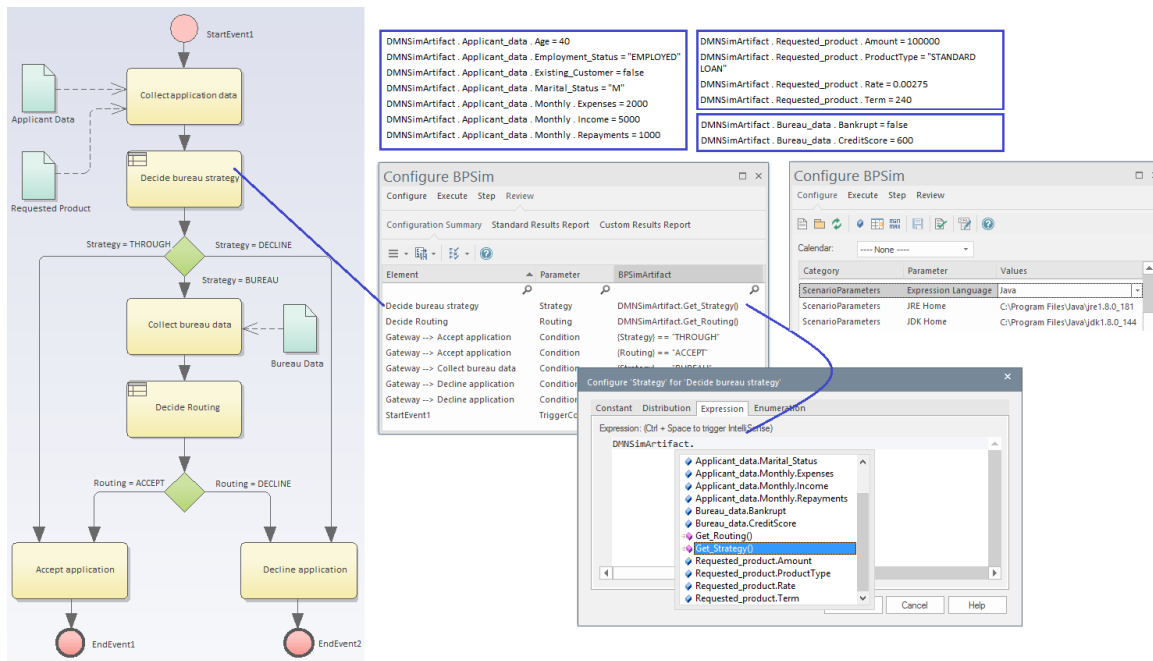 StartEvent1
Collect application data
Applicant Data
Requested Product
Decide bureau strategy
Strategy = THROUGH
Strategy = DECLINE
Strategy = BUREAU
Collect bureau data
Bureau Data
Decide Routing
Routing = ACCEPT
Routing = DECLINE
Accept application
Decline application
EndEvent1
EndEvent2
DMNSimArtifact . Applicant_data . Age = 40
DMNSimArtifact . Applicant_data . Employment_Status = "EMPLOYED"
DMNSimArtifact . Applicant_data . Existing_Customer = false
DMNSimArtifact . Applicant_data . Marital_Status = "M"
DMNSimArtifact . Applicant_data . Monthly . Expenses = 2000
DMNSimArtifact . Applicant_data . Monthly . Income = 5000
DMNSimArtifact . Applicant_data . Monthly . Repayments = 1000
DMNSimArtifact . Requested_product . Amount = 100000
DMNSimArtifact . Requested_product . ProductType = "STANDARD
LOAN"
DMNSimArtifact . Requested_product . Rate = 0.00275
DMNSimArtifact . Requested_product . Term = 240
DMNSimArtifact . Bureau_data . Bankrupt = false
DMNSimArtifact . Bureau_data . CreditScore = 600
Configure BPSim
Configure Execute Step Review
Configuration Summary Standard Results Report Custom Results Report
Element Parameter BPSimArtifact
Decide bureau strategy Strategy DMNSimArtifact.Get_Strategy()
Decide Routing Routing DMNSimArtifact.Get_Routing()
Gateway --> Accept application Condition {Strategy} == "THROUGH"
Gateway --> Accept application Condition {Routing} == "ACCEPT"
Gateway --> Collect bureau data Condition
Gateway --> Decline application
Gateway --> Decline application
StartEvent1
Configure BPSim
Configure Execute Step Review
Calendar: ---- None ----
Category Parameter Values
ScenarioParameters Expression Language Java
ScenarioParameters JRE Home C:\Program Files\Java\jre1.8.0_181
ScenarioParameters JDK Home C:\Program Files\Java\jdk1.8.0_144
Configure 'Strategy' for 'Decide bureau strategy'
Constant Distribution Expression Enumeration
Expression: (Ctrl + Space to trigger IntelliSense)
DMNSimArtifact.
Applicant_data.Marital_Status
Applicant_data.Monthly.Expenses
Applicant_data.Monthly.Income
Applicant_data.Monthly.Repayments
Bureau_data.Bankrupt
Bureau_data.CreditScore
Get_Routing()
Get_Strategy()
Requested_product.Amount
Requested_product.ProductType
Requested_product.Rate
Requested_product.Term
Cancel Help